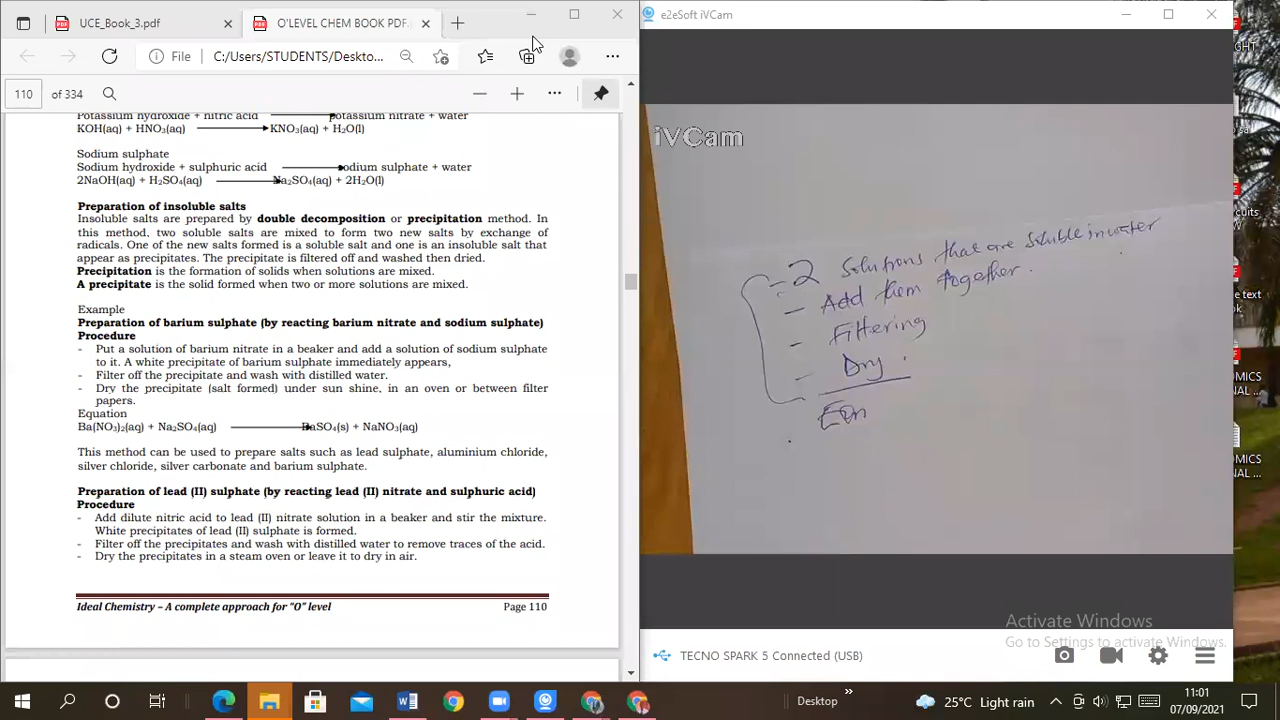 UCE_Book_3.pdf
O'LEVEL CHEM BOOK PDF.
File
C:/Users/STUDENTS/Deskto...
110 of 334
Potassium hydroxide + nitric acid potassium nitrate + water
KOH(aq) + HNO3(aq) KNO3(aq) + H2O(l)
Sodium sulphate
Sodium hydroxide + sulphuric acid sodium sulphate + water
2NaOH(aq) + H2SO4(aq) Na2SO4(aq) + 2H2O(l)
Preparation of insoluble salts
Insoluble salts are prepared by double decomposition or precipitation method. In
this method, two soluble salts are mixed to form two new salts by exchange of
radicals. One of the new salts formed is a soluble salt and one is an insoluble salt that
appear as precipitates. The precipitate is filtered off and washed then dried.
Precipitation is the formation of solids when solutions are mixed.
A precipitate is the solid formed when two or more solutions are mixed.
Example
Preparation of barium sulphate (by reacting barium nitrate and sodium sulphate)
Procedure
- Put a solution of barium nitrate in a beaker and add a solution of sodium sulphate
to it. A white precipitate of barium sulphate immediately appears,
- Filter off the precipitate and wash with distilled water.
- Dry the precipitate (salt formed) under sun shine, in an oven or between filter
papers.
Equation
Ba(NO3)2(aq) + Na2SO4(aq) BaSO4(s) + NaNO3(aq)
This method can be used to prepare salts such as lead sulphate, aluminium chloride,
silver chloride, silver carbonate and barium sulphate.
Preparation of lead (II) sulphate (by reacting lead (II) nitrate and sulphuric acid)
Procedure
- Add dilute nitric acid to lead (II) nitrate solution in a beaker and stir the mixture.
White precipitates of lead (II) sulphate is formed.
- Filter off the precipitates and wash with distilled water to remove traces of the acid.
- Dry the precipitates in a steam oven or leave it to dry in air.
Ideal Chemistry – A complete approach for "O" level Page 110
e2eSoft iVCam
iVCam
- 2 Solutions that are soluble in water
- Add them together.
- Filtering
- Dry.
Eqn
TECNO SPARK 5 Connected (USB)
Activate Windows
Go to Settings to activate Windows.
Desktop
25°C Light rain
11:01
07/09/2021